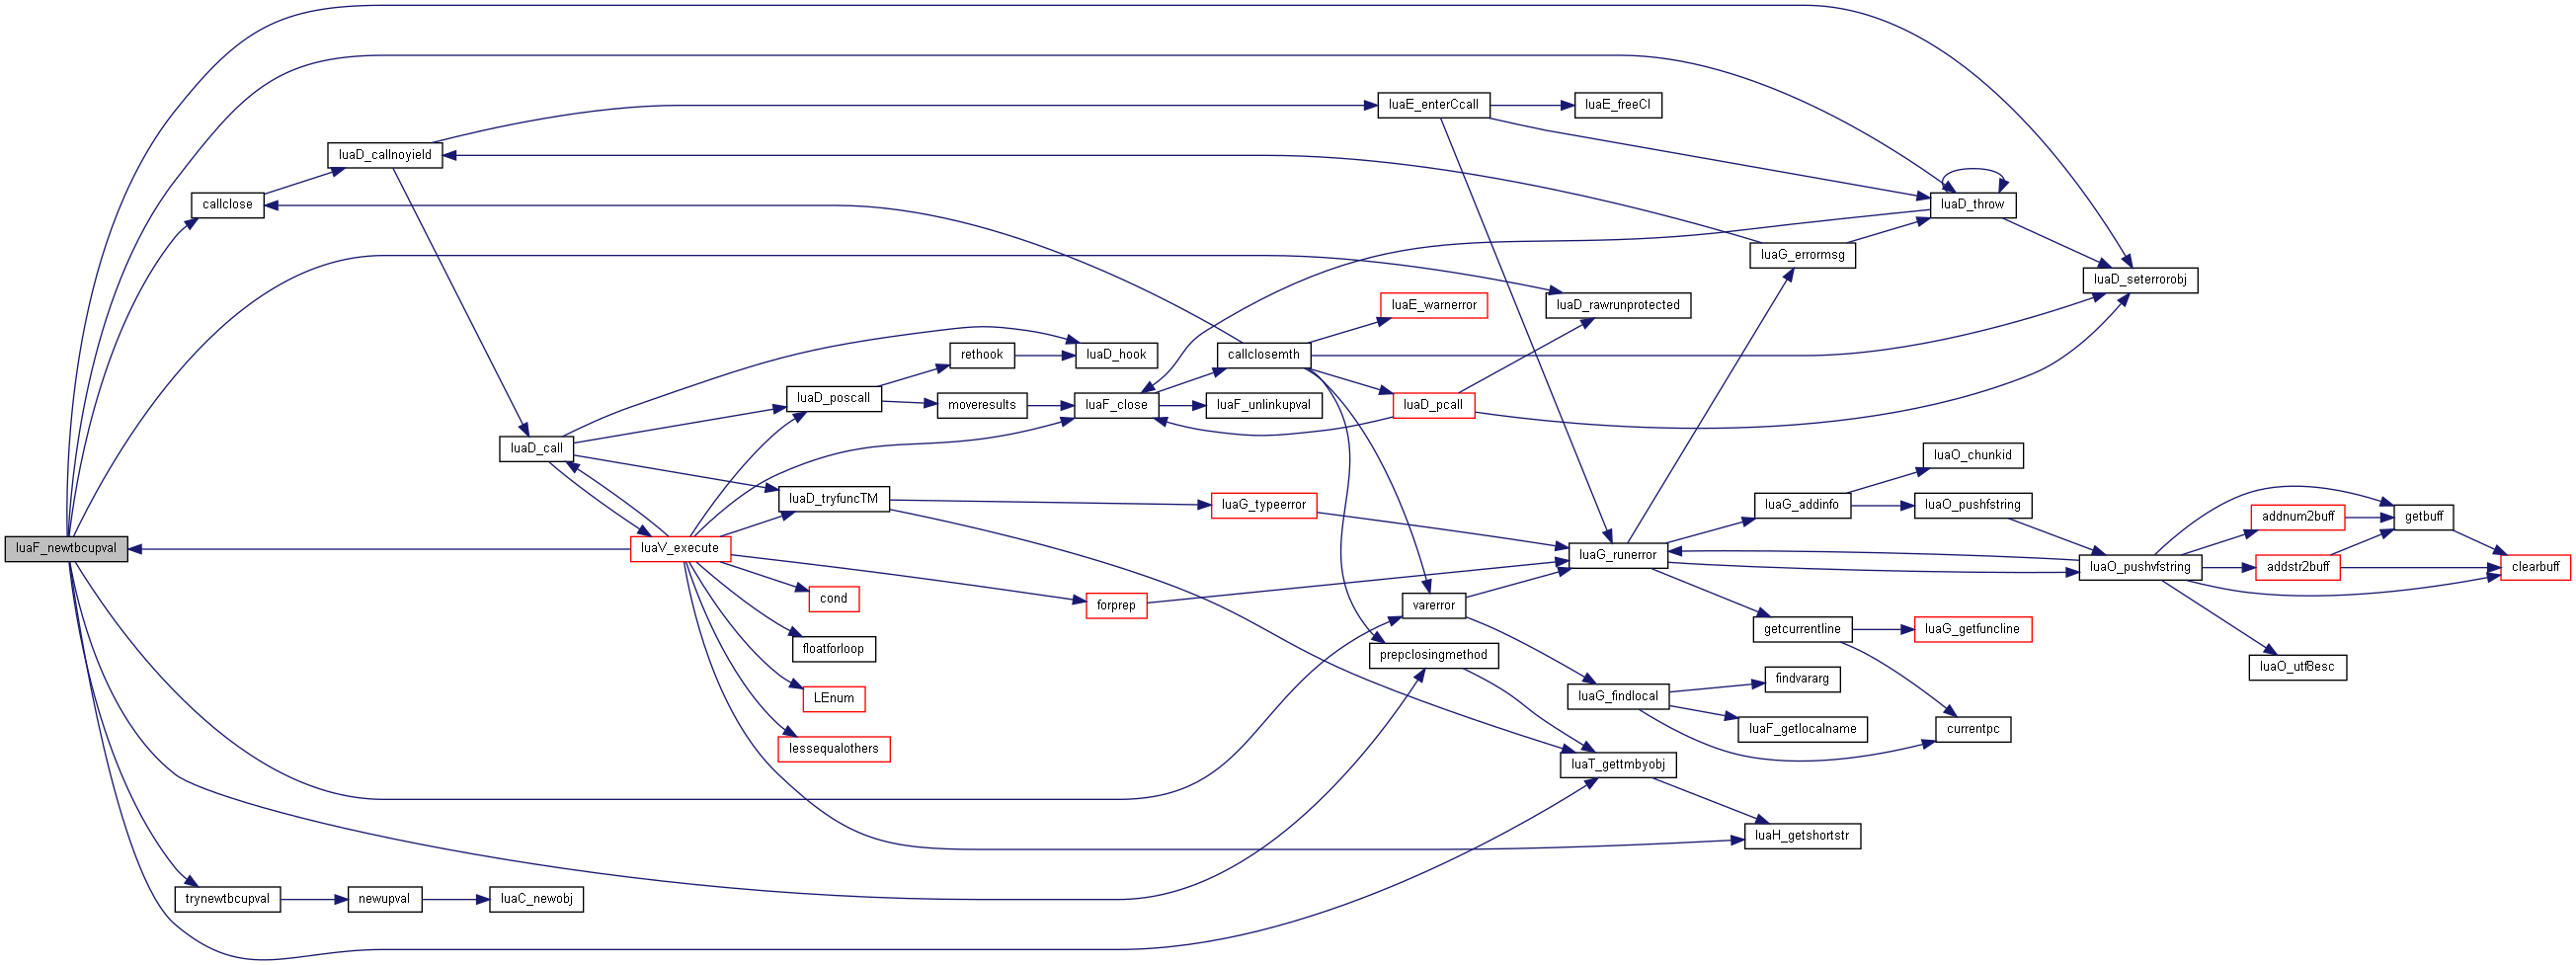 luaF_newtbcupval
callclose
trynewtbcupval
luaD_callnoyield
newupval
luaD_call
luaC_newobj
luaV_execute
luaD_poscall
luaD_tryfuncTM
cond
floatforloop
LEnum
lessequalothers
rethook
moveresults
luaD_hook
luaF_close
forprep
callclosemth
luaF_unlinkupval
luaG_typeerror
luaE_enterCcall
luaE_warnerror
luaD_pcall
varerror
prepclosingmethod
luaE_freeCI
luaD_rawrunprotected
luaG_runerror
luaG_findlocal
luaT_gettmbyobj
luaG_errormsg
luaG_addinfo
getcurrentline
findvararg
luaF_getlocalname
luaH_getshortstr
luaD_throw
luaO_chunkid
luaO_pushfstring
luaG_getfuncline
currentpc
luaD_seterrorobj
luaO_pushvfstring
addnum2buff
addstr2buff
luaO_utf8esc
getbuff
clearbuff